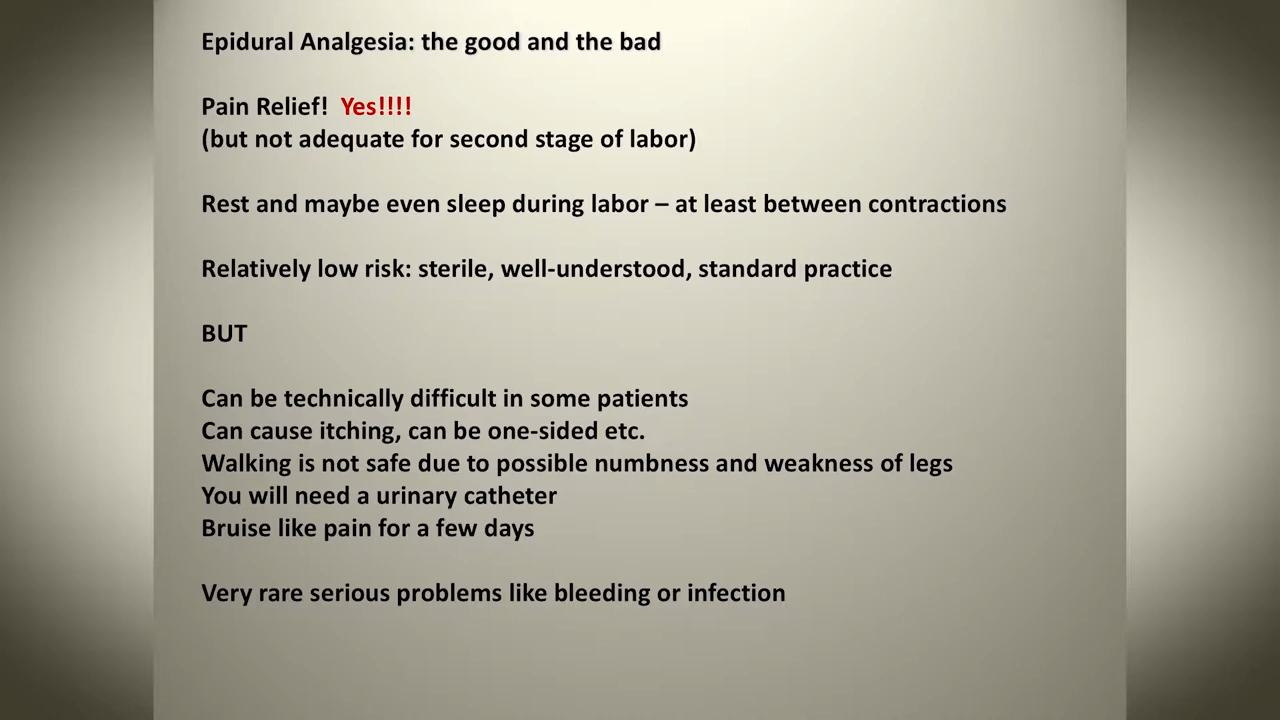 Epidural Analgesia: the good and the bad
Pain Relief! Yes!!!!
(but not adequate for second stage of labor)
Rest and maybe even sleep during labor – at least between contractions
Relatively low risk: sterile, well-understood, standard practice
BUT
Can be technically difficult in some patients
Can cause itching, can be one-sided etc.
Walking is not safe due to possible numbness and weakness of legs
You will need a urinary catheter
Bruise like pain for a few days
Very rare serious problems like bleeding or infection